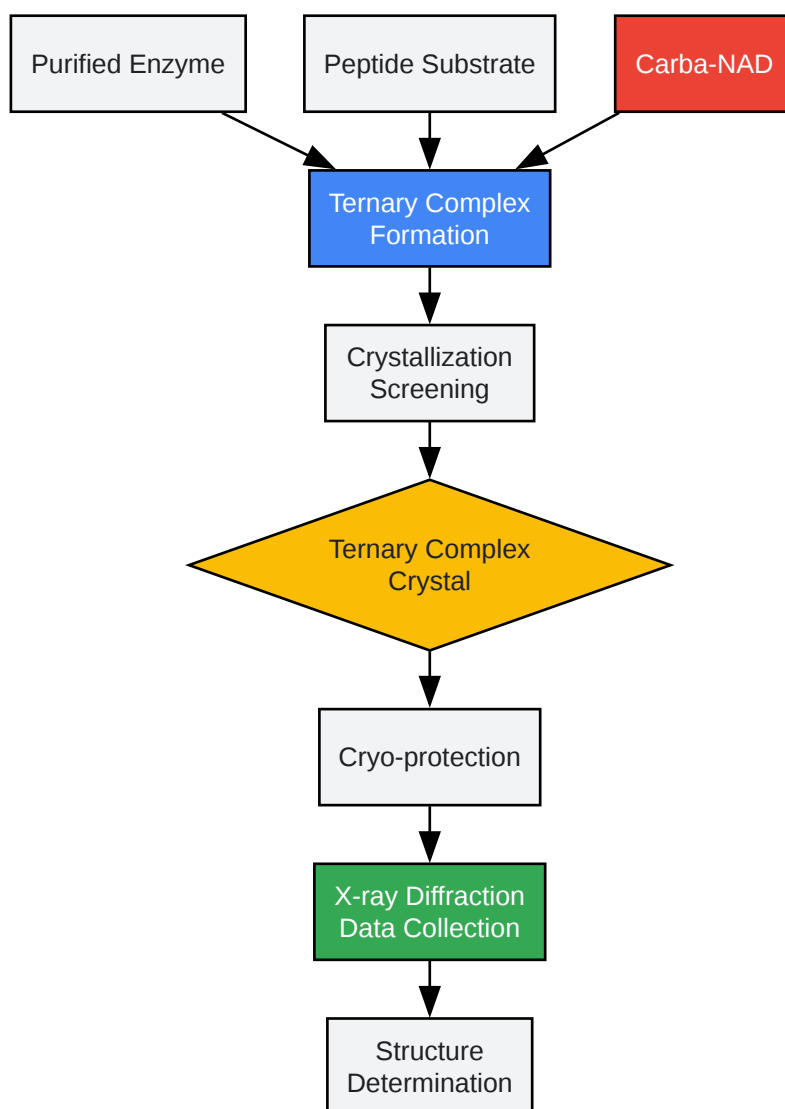 Purified Enzyme
Peptide Substrate
Carba-NAD
Ternary Complex
Formation
Crystallization
Screening
Ternary Complex
Crystal
Cryo-protection
X-ray Diffraction
Data Collection
Structure
Determination